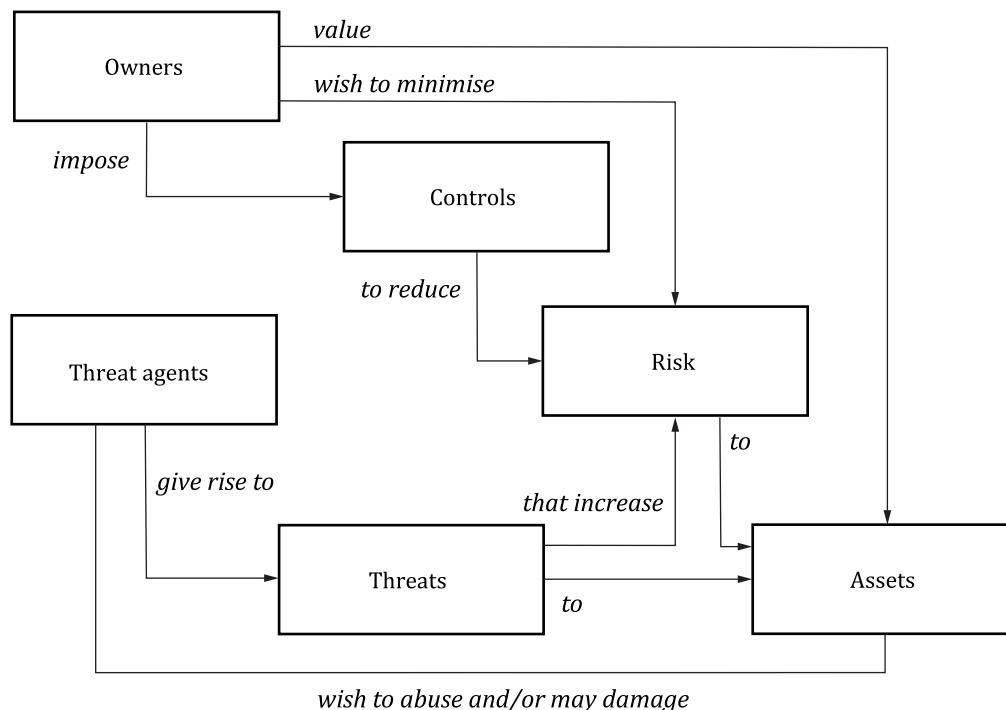 value
Owners
wish to minimise
impose
Controls
to reduce
Risk
Threat agents
to
give rise to
that increase
Threats
Assets
to
wish to abuse and/or may damage